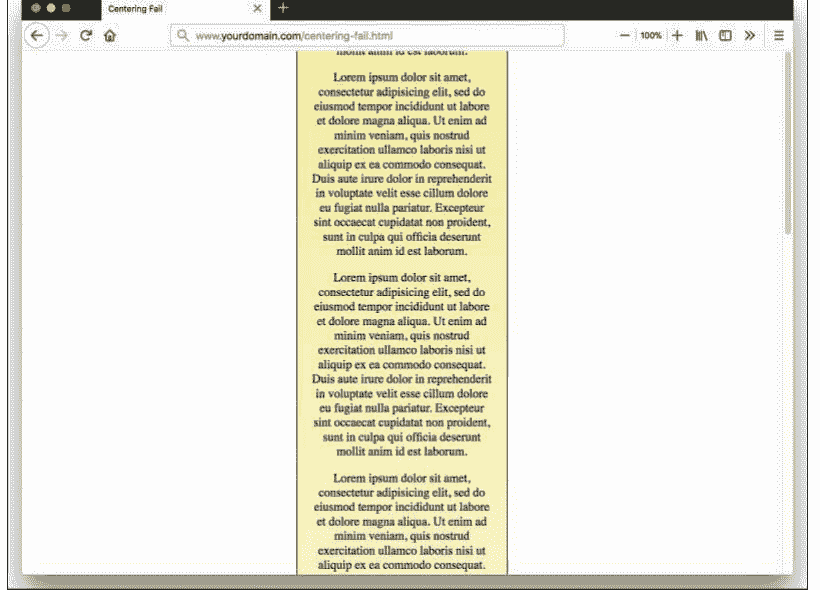 Centering Fail
www.yourdomain.com/centering-fail.html
100%
mollit anim id est laborum.
Lorem ipsum dolor sit amet,
consectetur adipisicing elit, sed do
eiusmod tempor incididunt ut labore
et dolore magna aliqua. Ut enim ad
minim veniam, quis nostrud
exercitation ullamco laboris nisi ut
aliquip ex ea commodo consequat.
Duis aute irure dolor in reprehenderit
in voluptate velit esse cillum dolore
eu fugiat nulla pariatur. Excepteur
sint occaecat cupidatat non proident,
sunt in culpa qui officia deserunt
mollit anim id est laborum.
Lorem ipsum dolor sit amet,
consectetur adipisicing elit, sed do
eiusmod tempor incididunt ut labore
et dolore magna aliqua. Ut enim ad
minim veniam, quis nostrud
exercitation ullamco laboris nisi ut
aliquip ex ea commodo consequat.
Duis aute irure dolor in reprehenderit
in voluptate velit esse cillum dolore
eu fugiat nulla pariatur. Excepteur
sint occaecat cupidatat non proident,
sunt in culpa qui officia deserunt
mollit anim id est laborum.
Lorem ipsum dolor sit amet,
consectetur adipisicing elit, sed do
eiusmod tempor incididunt ut labore
et dolore magna aliqua. Ut enim ad
minim veniam, quis nostrud
exercitation ullamco laboris nisi ut
aliquip ex ea commodo consequat.